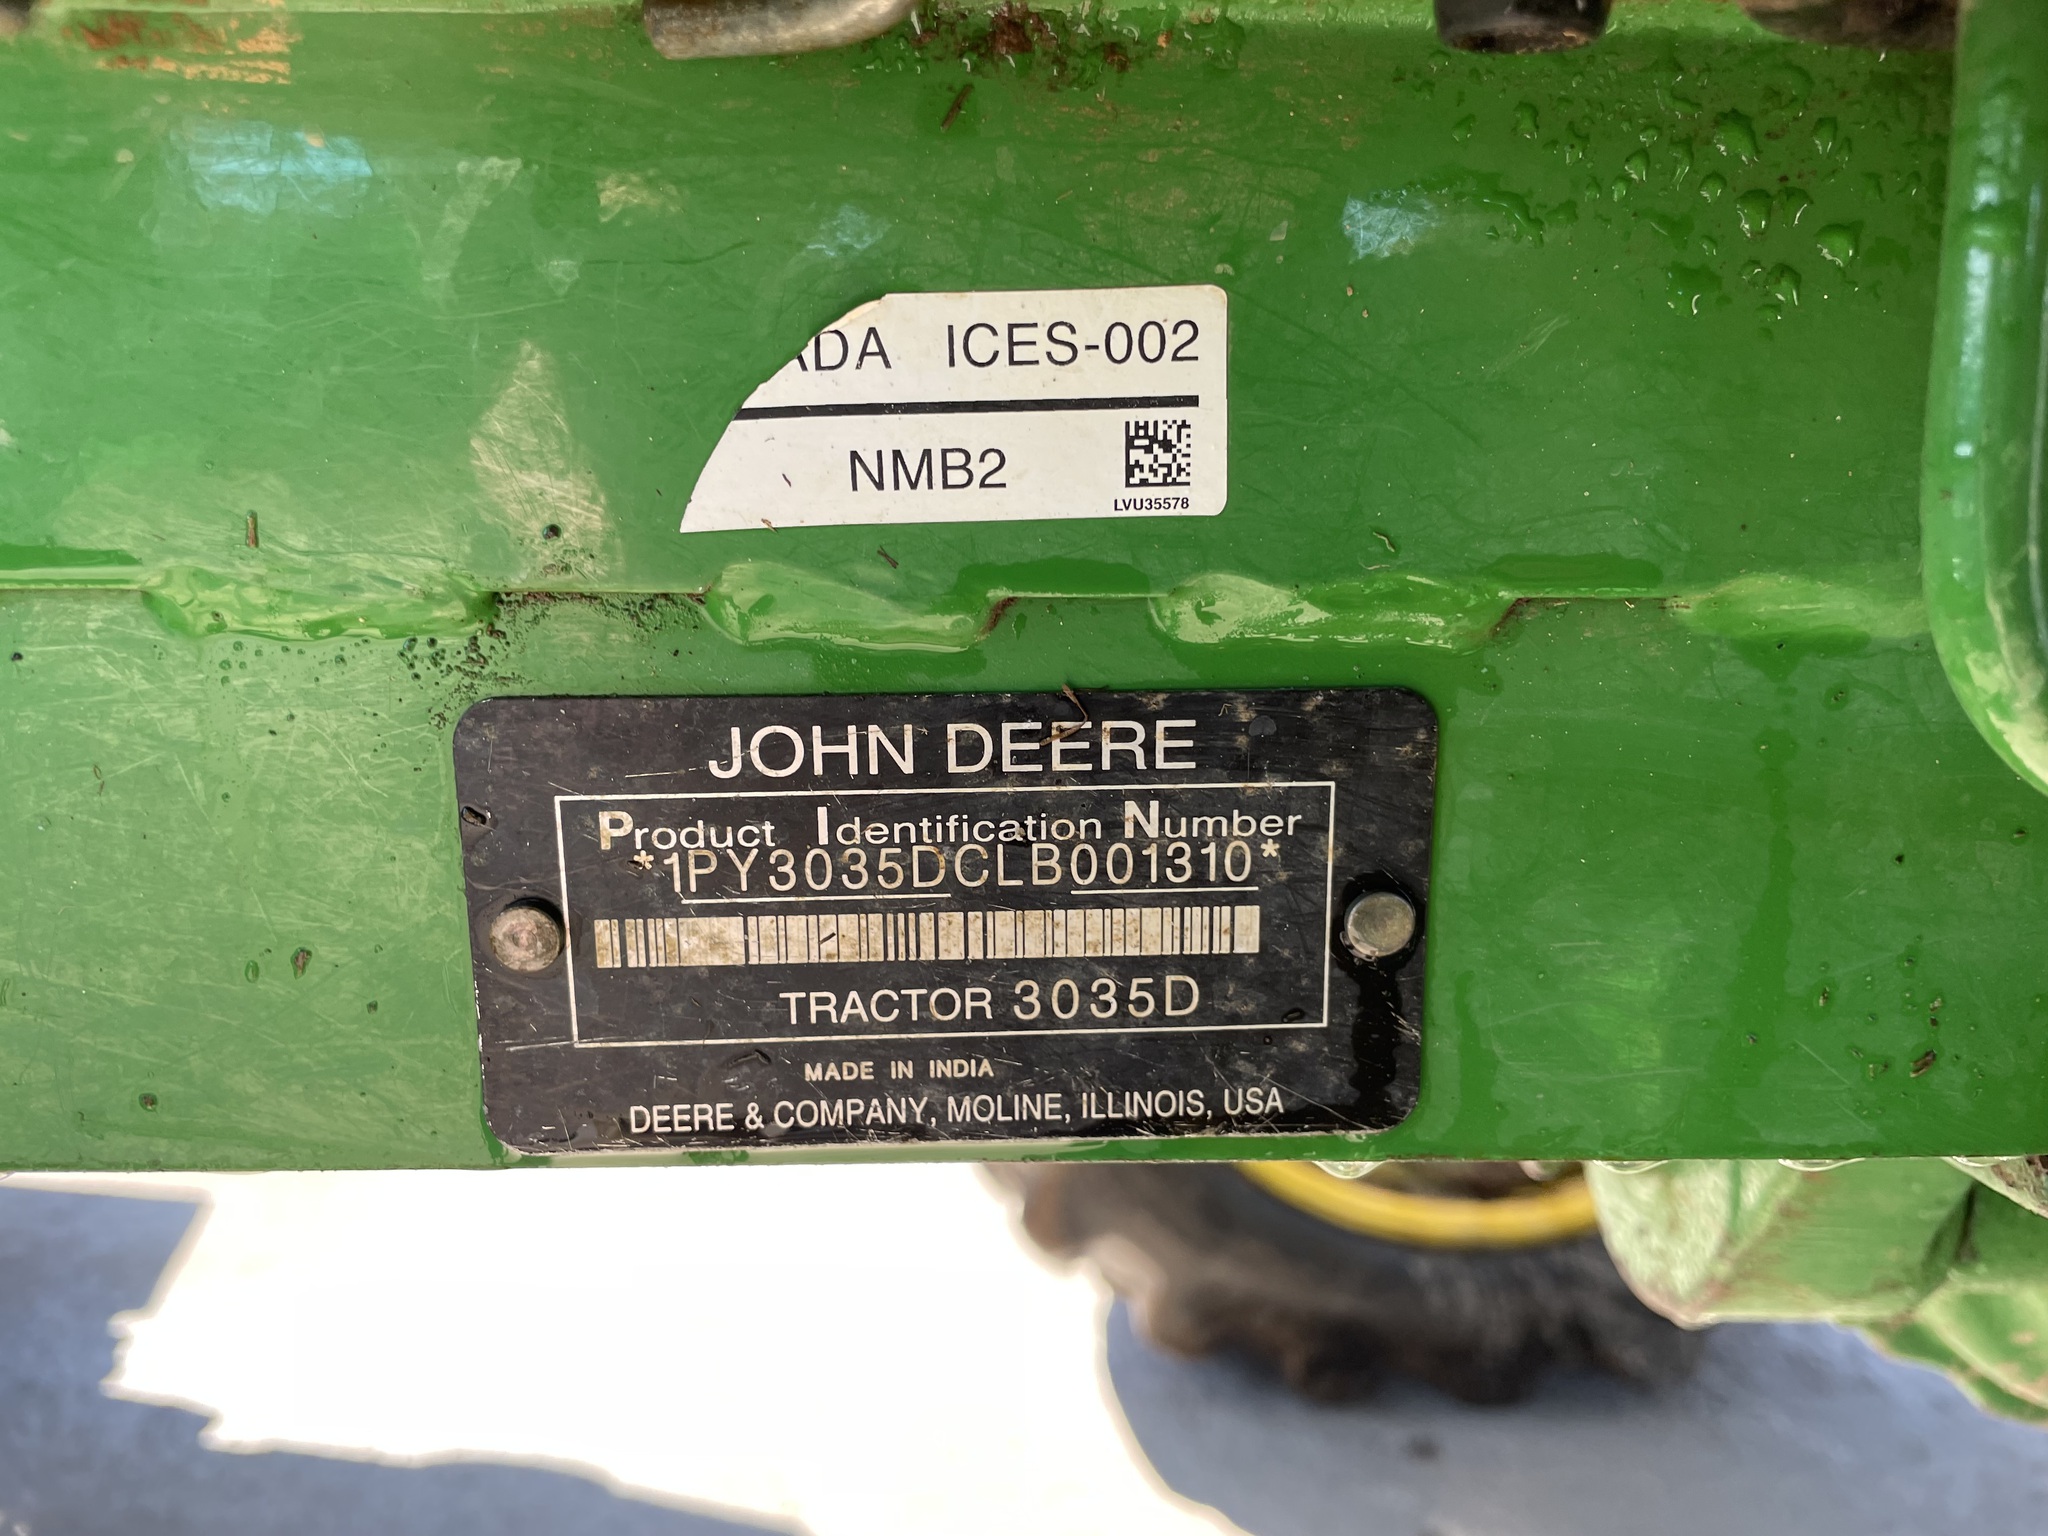 ADA ICES-002
NMB2
LVU35578
JOHN DEERE
Product Identification Number
*1PY3035DCLB001310*
TRACTOR 3035D
MADE IN INDIA
DEERE & COMPANY, MOLINE, ILLINOIS, USA